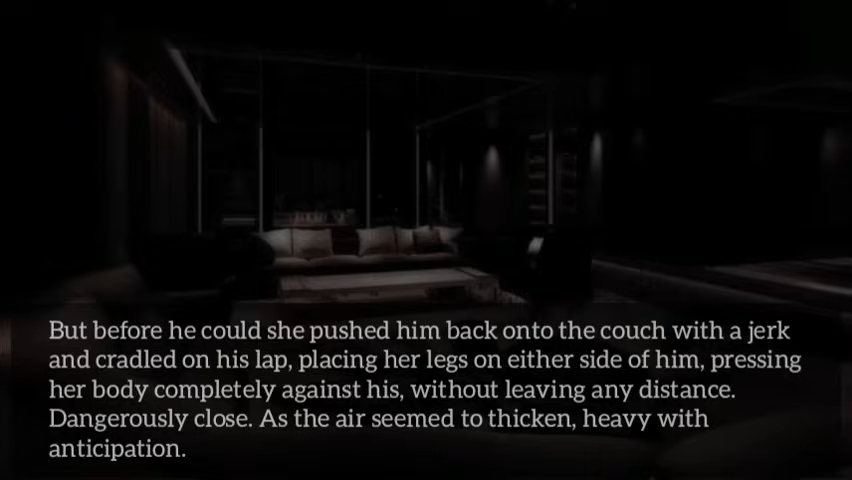 But before he could she pushed him back onto the couch with a jerk
and cradled on his lap, placing her legs on either side of him, pressing
her body completely against his, without leaving any distance.
Dangerously close. As the air seemed to thicken, heavy with
anticipation.